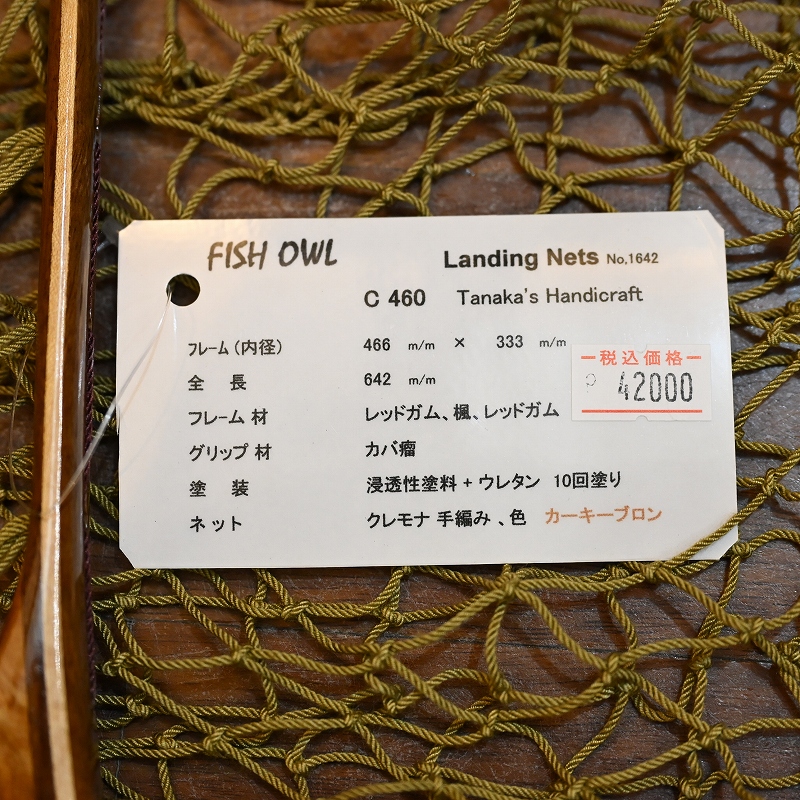 FISH OWL Landing Nets No.1642
C 460 Tanaka's Handicraft
フレーム(内径) 466 m/m × 333 m/m
全 長 642 m/m
税込価格
42000
フレーム 材 レッドガム、楓、レッドガム
グリップ 材 カバ瘤
塗 装 浸透性塗料 + ウレタン 10回塗り
ネット クレモナ 手編み 、色 カーキーブロン